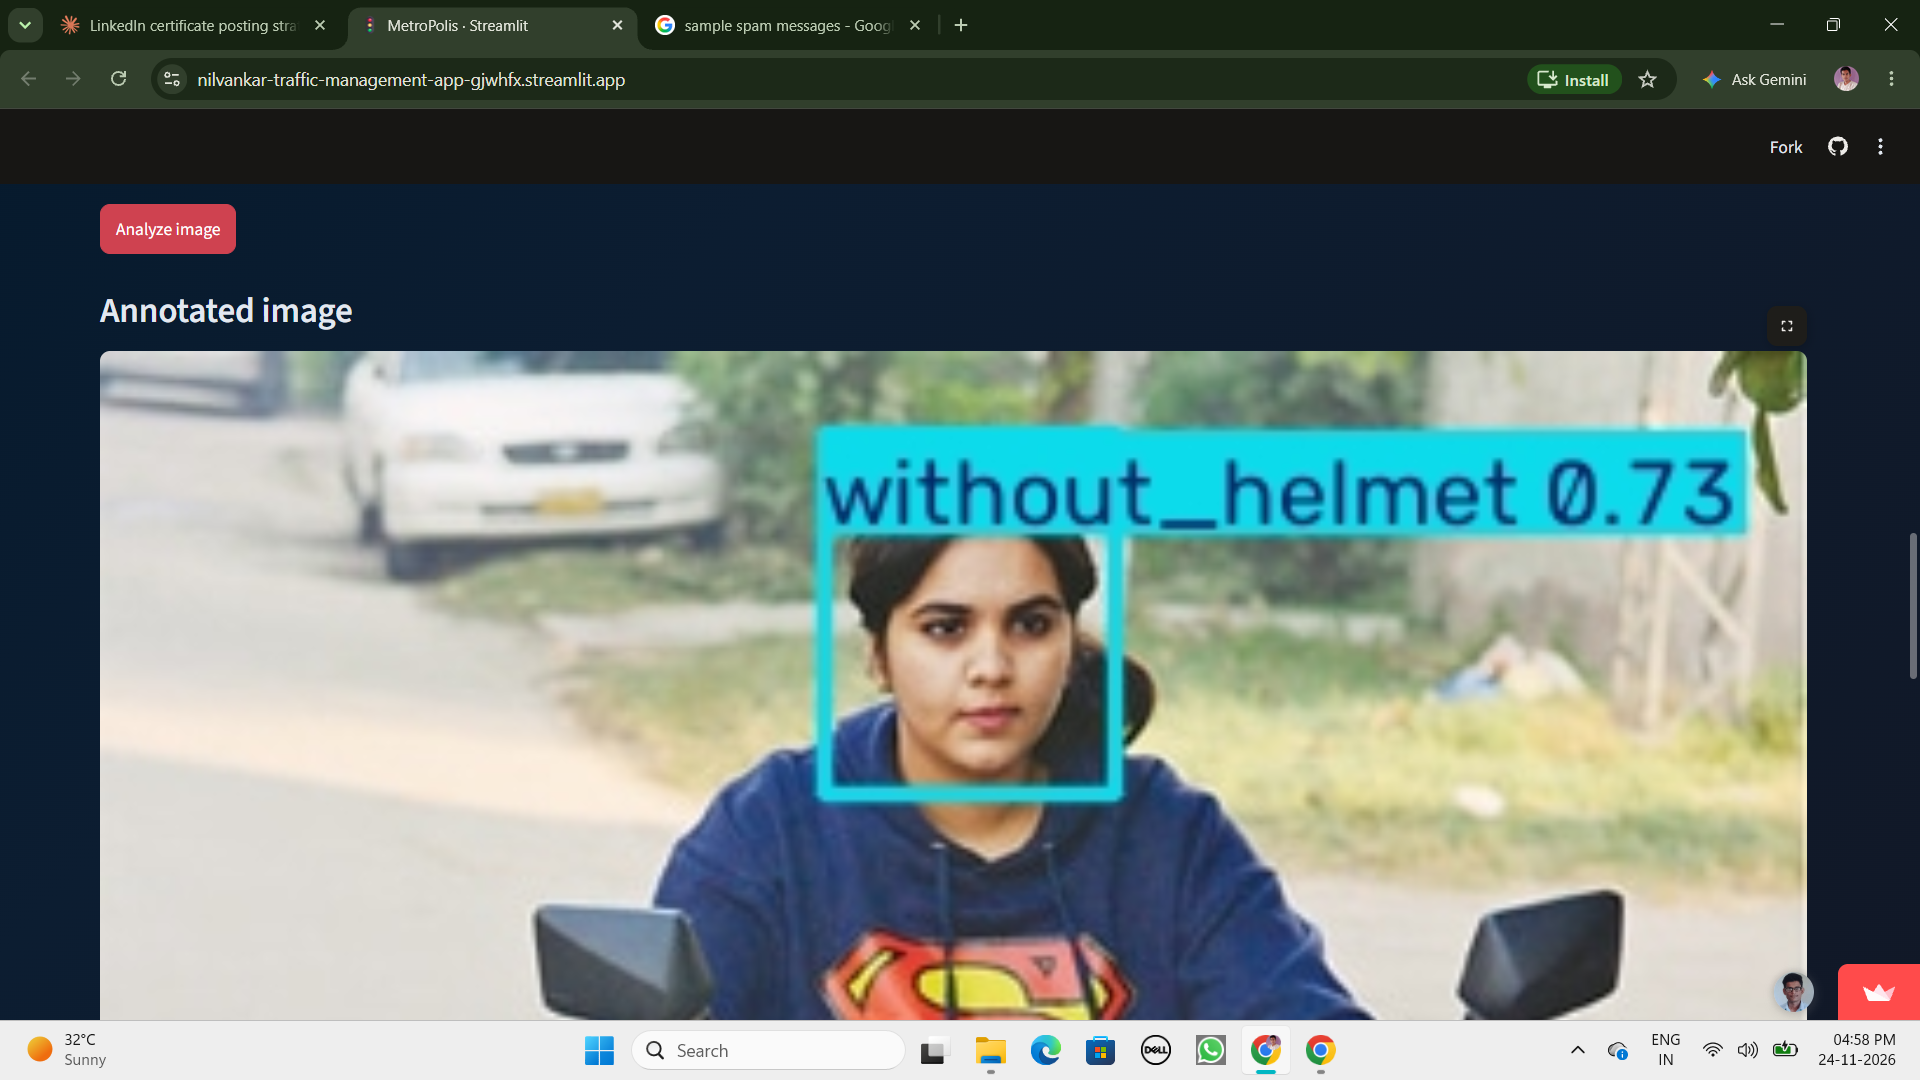 LinkedIn certificate posting stra
MetroPolis · Streamlit
sample spam messages - Goog
nilvankar-traffic-management-app-gjwhfx.streamlit.app
Install
Ask Gemini
Fork
Analyze image
Annotated image
without_helmet 0.73
S
32°C
Sunny
Search
DELL
ENG
IN
04:58 PM
24-11-2026